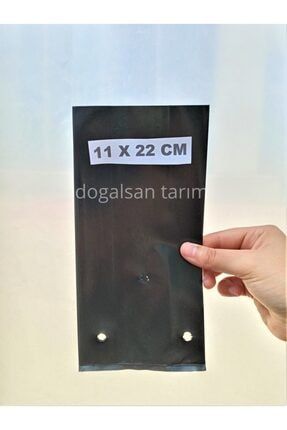 11 X 22 CM
dogalsan tarım